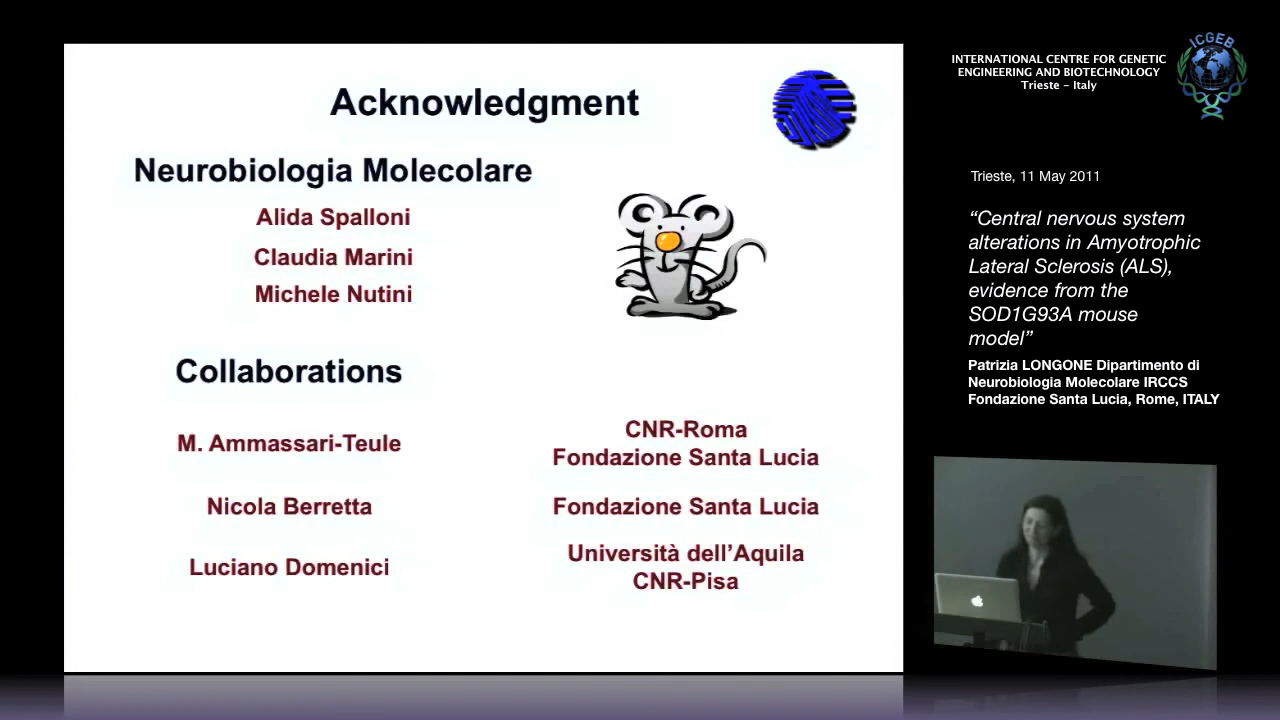 Acknowledgment
Neurobiologia Molecolare
Alida Spalloni
Claudia Marini
Michele Nutini
Collaborations
M. Ammassari-Teule
CNR-Roma
Fondazione Santa Lucia
Nicola Berretta
Fondazione Santa Lucia
Luciano Domenici
Università dell’Aquila
CNR-Pisa
INTERNATIONAL CENTRE FOR GENETIC
ENGINEERING AND BIOTECHNOLOGY
Trieste – Italy
ICGEB
Trieste, 11 May 2011
“Central nervous system
alterations in Amyotrophic
Lateral Sclerosis (ALS),
evidence from the
SOD1G93A mouse
model”
Patrizia LONGONE Dipartimento di
Neurobiologia Molecolare IRCCS
Fondazione Santa Lucia, Rome, ITALY